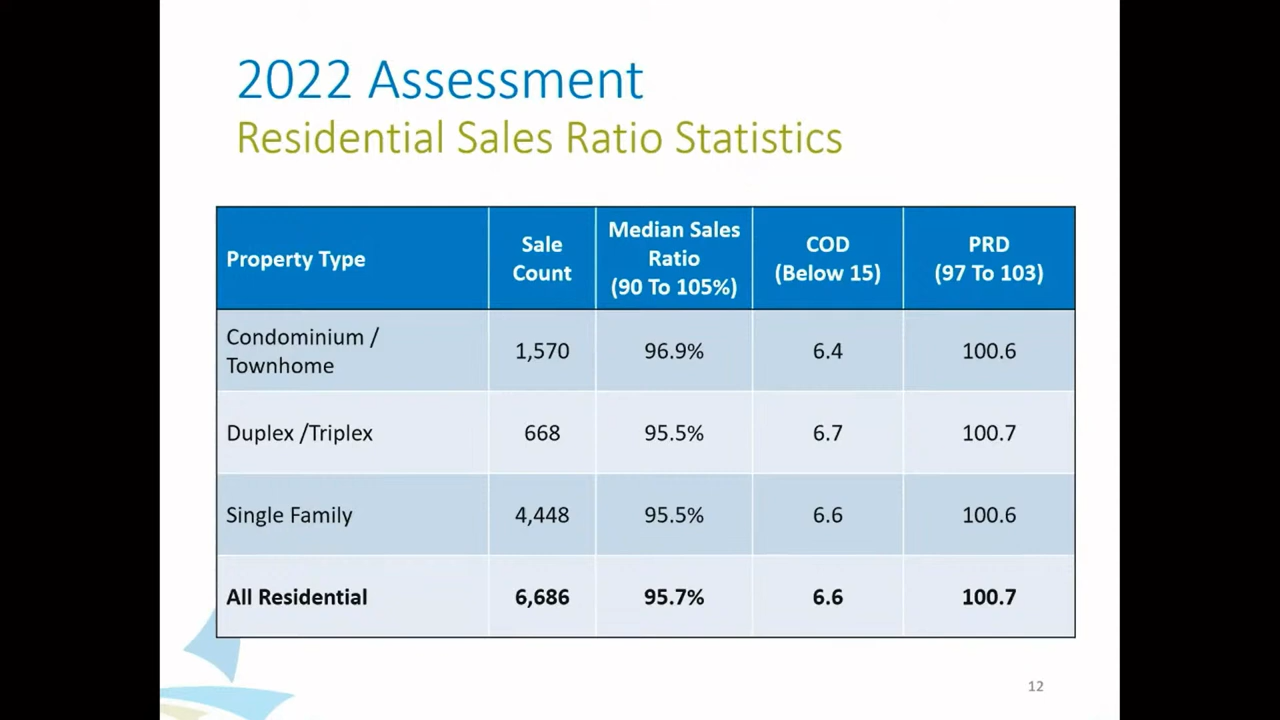 2022 Assessment
Residential Sales Ratio Statistics
Property Type
Sale
Count
Median Sales
Ratio
(90 To 105%)
COD
(Below 15)
PRD
(97 To 103)
Condominium /
Townhome
1,570
96.9%
6.4
100.6
Duplex /Triplex
668
95.5%
6.7
100.7
Single Family
4,448
95.5%
6.6
100.6
All Residential
6,686
95.7%
6.6
100.7
12